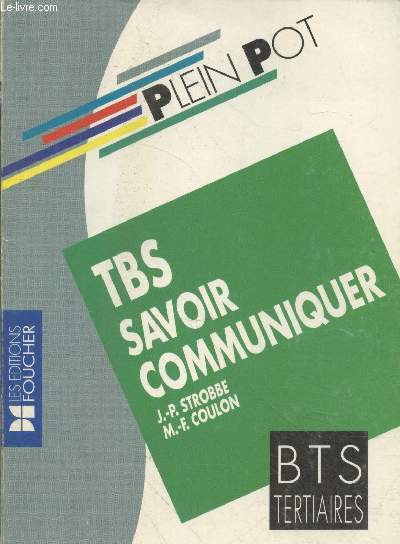 Le-livre.com
PLEIN POT
TBS
SAVOIR
COMMUNIQUER
J.-P. STROBBE
M.-F. COULON
LES EDITIONS
FOUCHER
BTS
TERTIAIRES